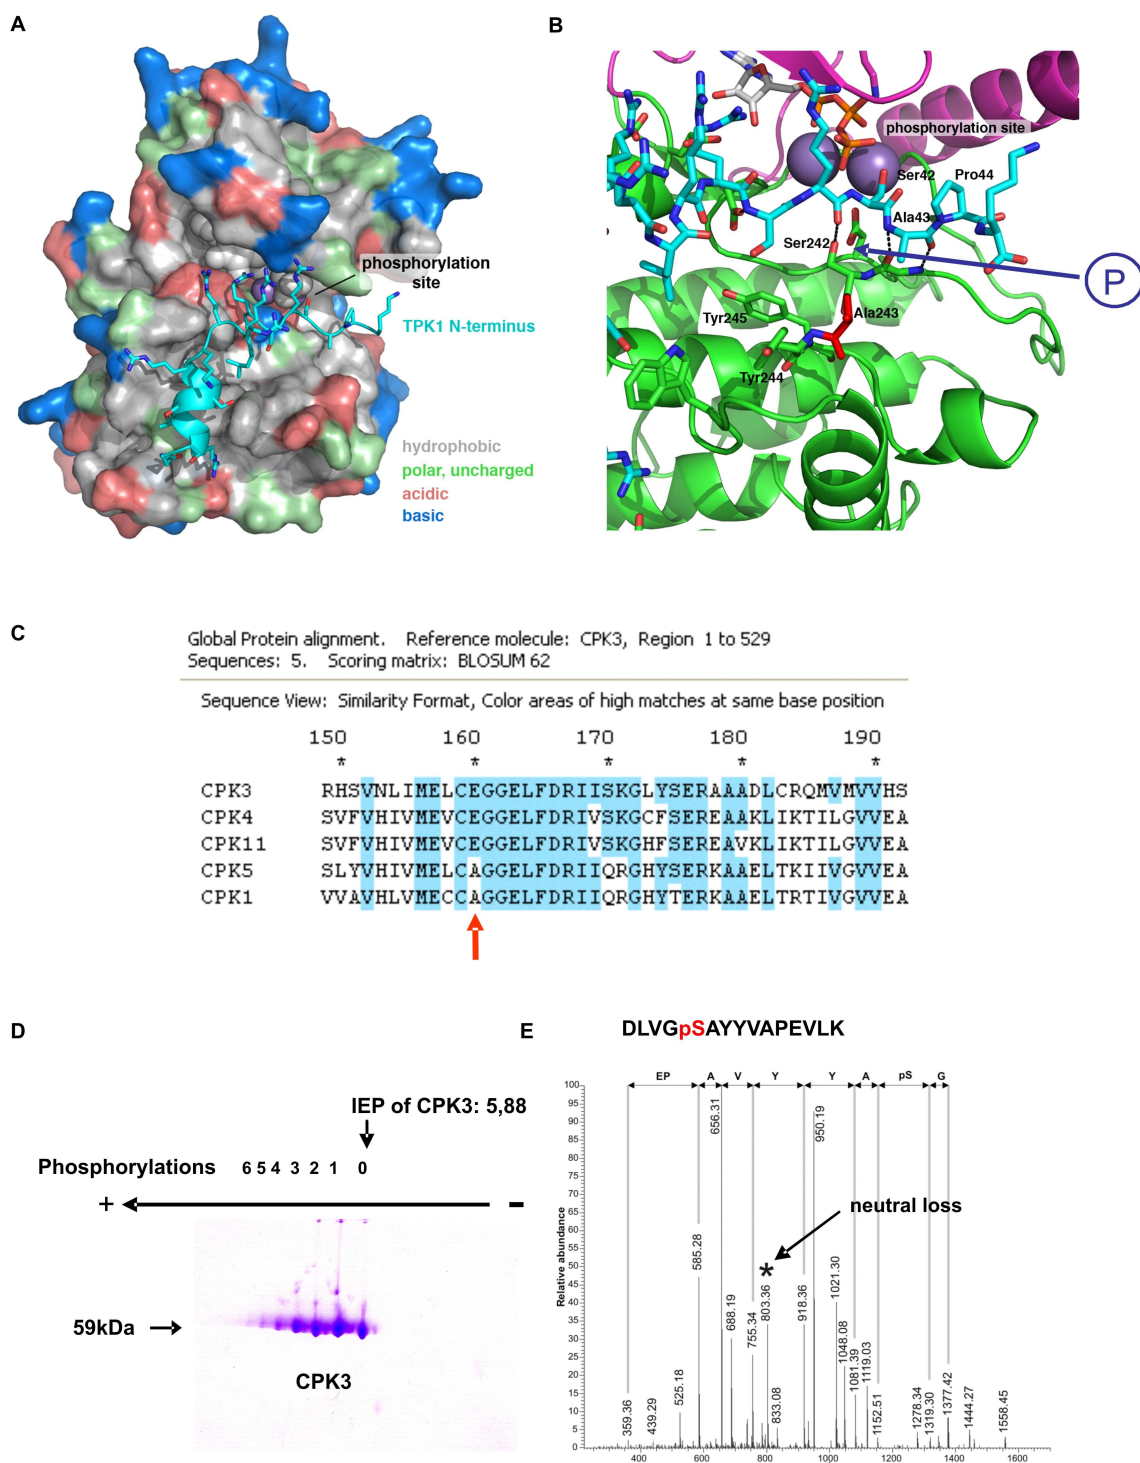 A
phosphorylation
site
TPK1 N-terminus
hydrophobic
polar, uncharged
acidic
basic
B
phosphorylation site
Ser42
Pro44
Ala43
Ser242
P
Tyr245
Ala243
Tyr244
C
Global Protein alignment. Reference molecule: CPK3, Region 1 to 529
Sequences: 5. Scoring matrix: BLOSUM 62
Sequence View: Similarity Format, Color areas of high matches at same base position
150 160 170 180 190
* * * * *
CPK3 RHSVNLIMELCEGGELFDRIISKGLYSERAAADLCRQMVMVVHS
CPK4 SVFVHIVMEVCEGGELFDRIVSKGCFSEREAAKLIKTILGVVEA
CPK11 SVFVHIVMEVCEGGELFDRIVSKGHFSEREAVKLIKTILGVVEA
CPK5 SLYVHIVMELCAGGELFDRIIQRGHYSERKAAELTKIIVGVVEA
CPK1 VVAVHLVMECCAGGELFDRIIQRGHYTERKAAELTRTIVGVVEA
D
IEP of CPK3: 5,88
Phosphorylations 6 5 4 3 2 1 0
+ -
59kDa
CPK3
E
DLVGpSAYYVAPEVLK
EP A V Y Y A pS G
Relative abundance
100
95
90
85
80
75
70
65
60
55
50
45
40
35
30
25
20
15
10
5
0
neutral loss
*
359.36
439.29
525.18
585.28
656.31
688.19
755.34
803.36
833.08
918.36
950.19
1021.30
1048.08
1081.39
1119.03
1152.51
1278.34
1319.30
1377.42
1444.27
1558.45
400 600 800 1000 1200 1400 1600